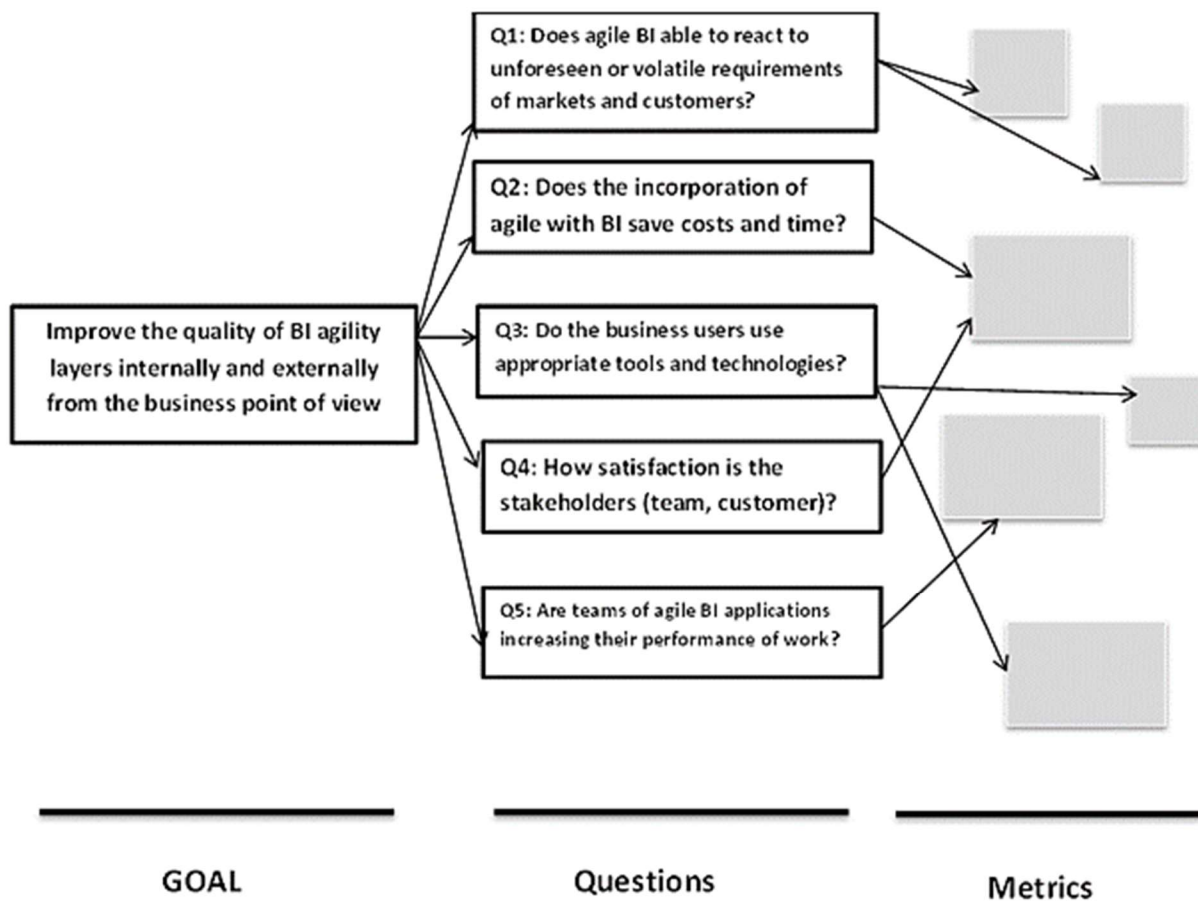 Q1: Does agile BI able to react to
unforeseen or volatile requirements
of markets and customers?
Q2: Does the incorporation of
agile with BI save costs and time?
Improve the quality of BI agility
layers internally and externally
from the business point of view
Q3: Do the business users use
appropriate tools and technologies?
Q4: How satisfaction is the
stakeholders (team, customer)?
Q5: Are teams of agile BI applications
increasing their performance of work?
GOAL
Questions
Metrics